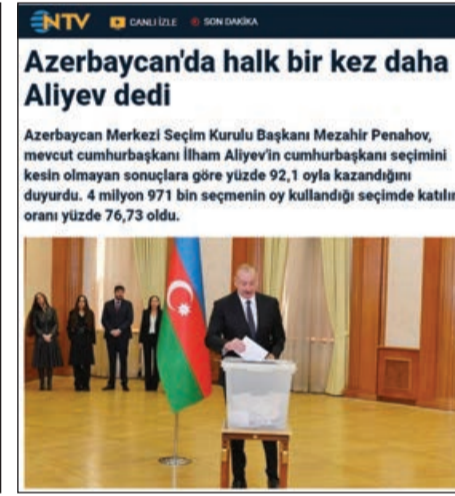 NTV
CANLI İZLE
SON DAKİKA
Azerbaycan'da halk bir kez daha
Aliyev dedi
Azerbaycan Merkezi Seçim Kurulu Başkanı Mezahir Penahov,
mevcut cumhurbaşkanı İlham Aliyev'in cumhurbaşkanı seçimini
kesin olmayan sonuçlara göre yüzde 92,1 oyla kazandığını
duyurdu. 4 milyon 971 bin seçmenin oy kullandığı seçimde katılır
oranı yüzde 76,73 oldu.